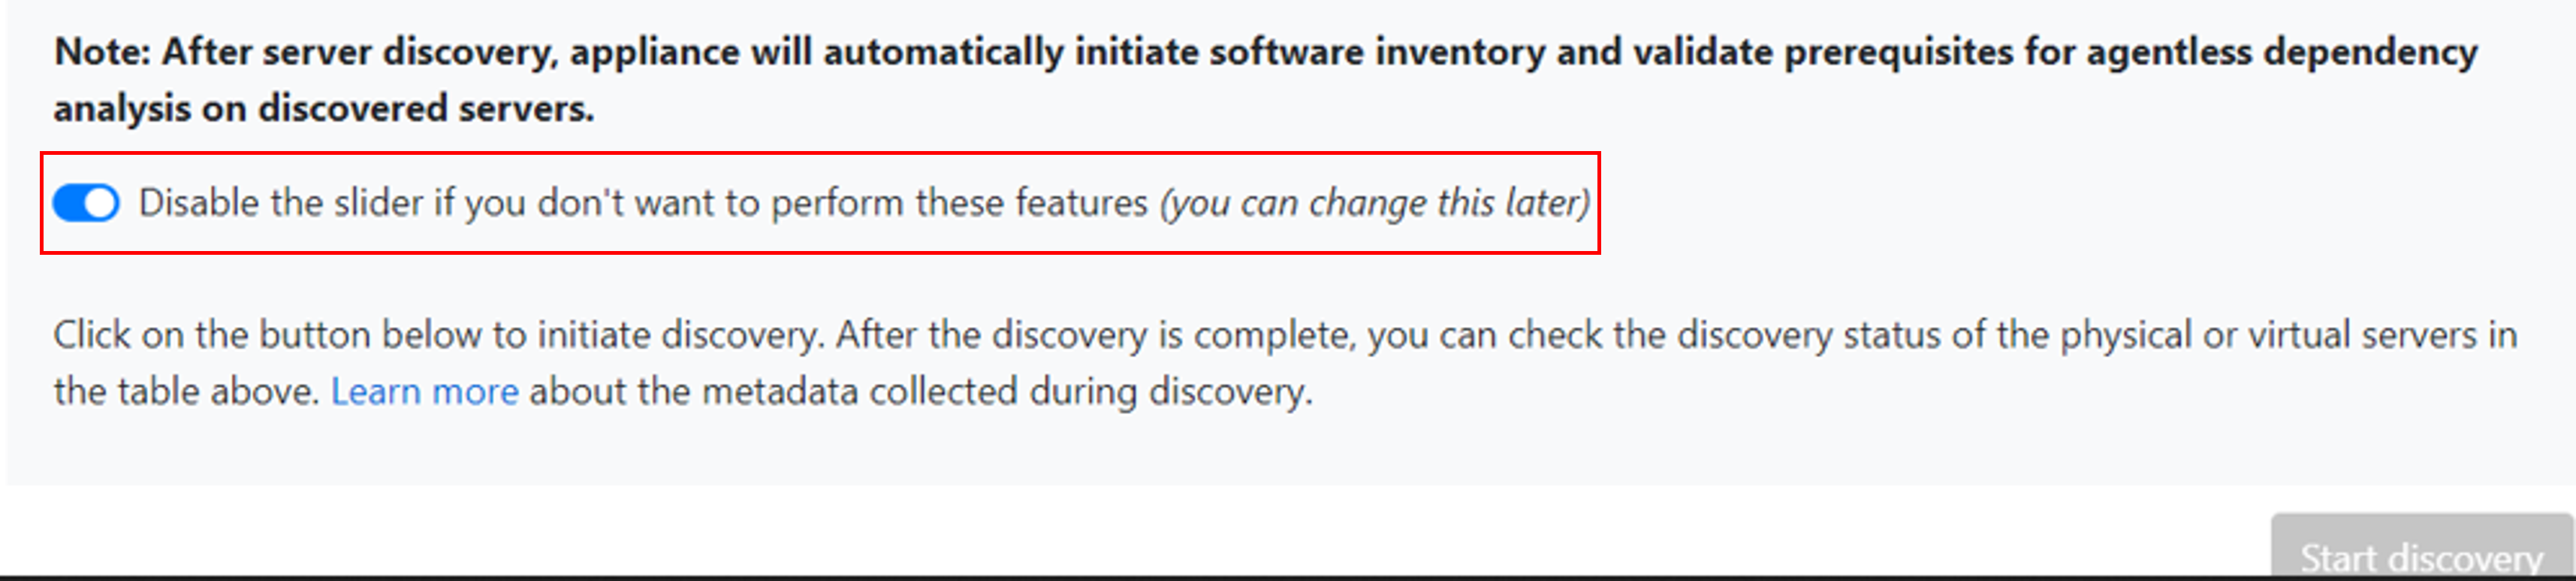 Note: After server discovery, appliance will automatically initiate software inventory and validate prerequisites for agentless dependency
analysis on discovered servers.
Disable the slider if you don't want to perform these features (you can change this later)
Click on the button below to initiate discovery. After the discovery is complete, you can check the discovery status of the physical or virtual servers in
the table above. Learn more about the metadata collected during discovery.
Start discovery